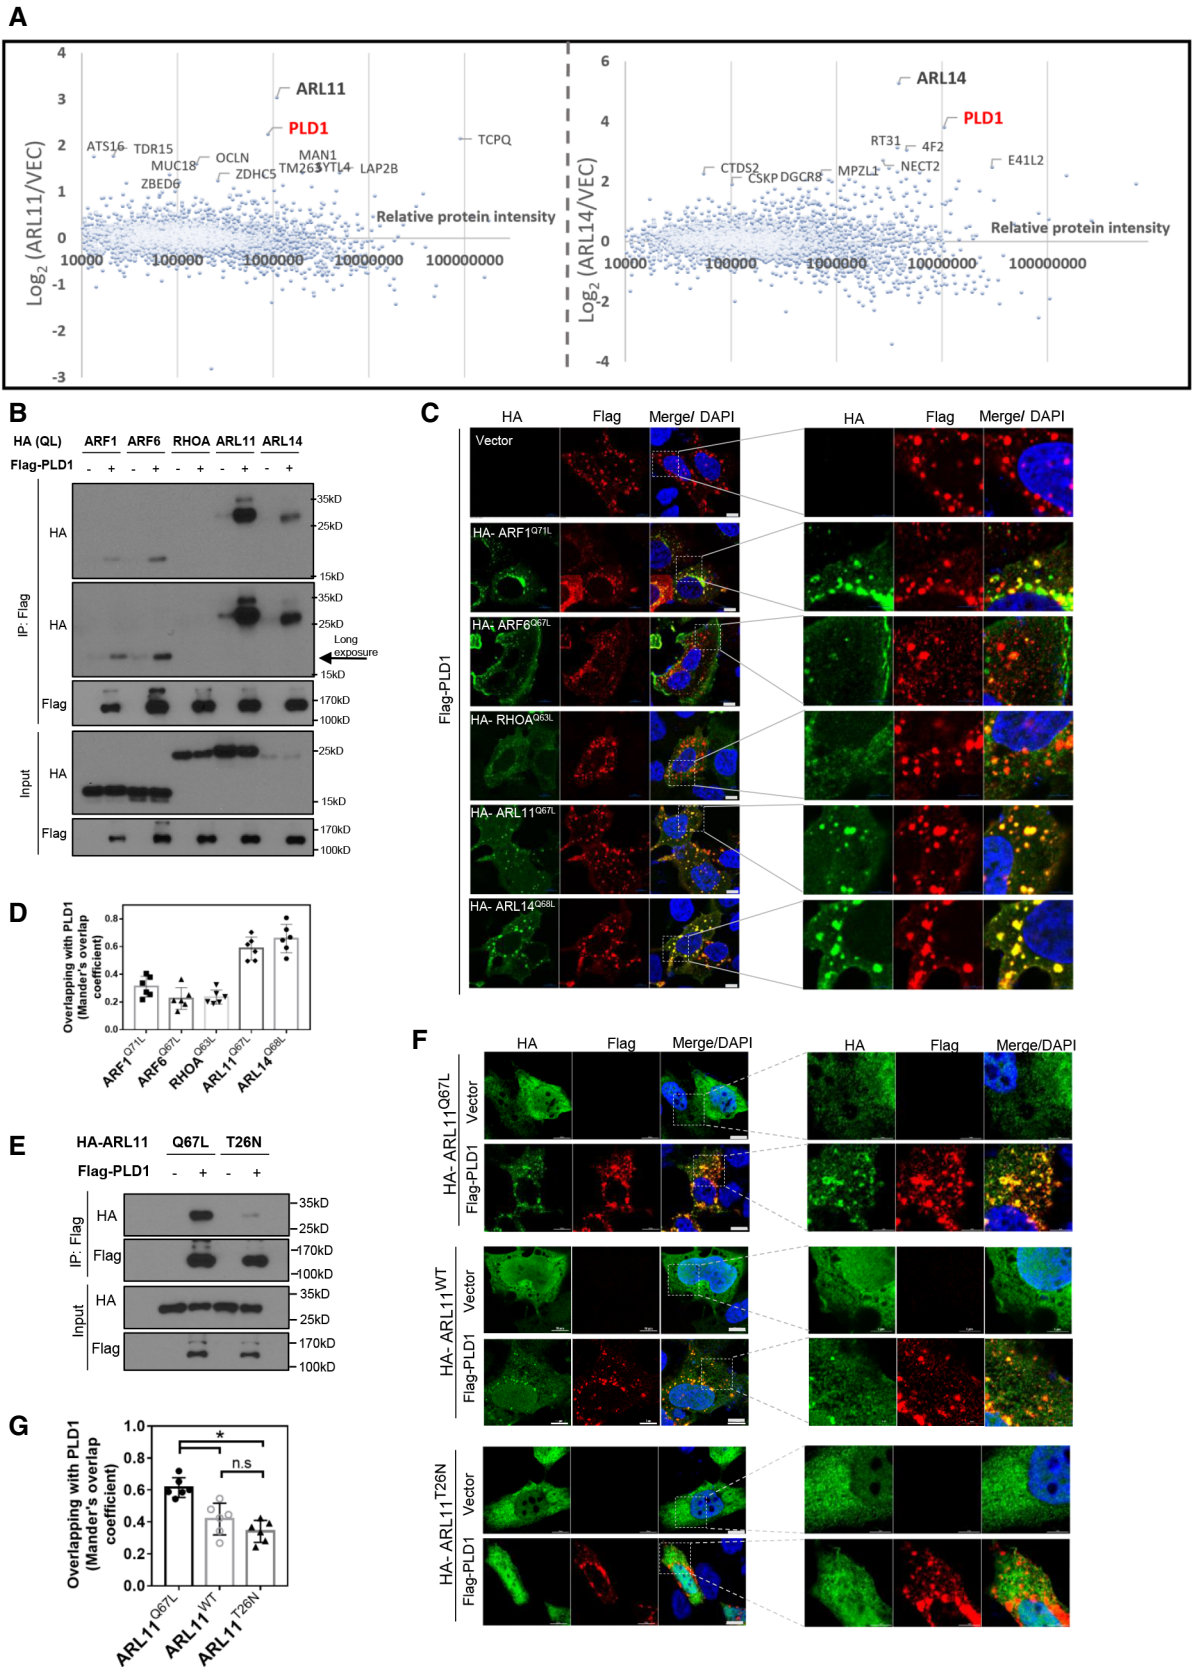 A
4
3
2
1
0
-1
-2
-3
Log2 (ARL11/VEC)
ARL11
PLD1
TCPQ
ATS16
TDR15
MUC18
OCLN
ZBED6
ZDHC5
MAN1
TM263
SYTL4
LAP2B
Relative protein intensity
10000
100000
1000000
10000000
100000000
6
4
2
0
-2
-4
Log2 (ARL14/VEC)
ARL14
PLD1
RT31
4F2
E41L2
CTDS2
CSKP
DGCR8
MPZL1
NECT2
Relative protein intensity
10000
100000
1000000
10000000
100000000
B
HA (QL) ARF1 ARF6 RHOA ARL11 ARL14
Flag-PLD1 - + - + - + - + - +
IP: Flag
HA
35kD
25kD
15kD
HA
35kD
25kD
Long
exposure
15kD
Flag
170kD
100kD
Input
HA
25kD
15kD
Flag
170kD
100kD
C
HA Flag Merge/ DAPI HA Flag Merge/ DAPI
Flag-PLD1
Vector
HA- ARF1Q71L
HA- ARF6Q67L
HA- RHOAQ63L
HA- ARL11Q67L
HA- ARL14Q68L
D
Overlapping with PLD1
(Mander's overlap
coefficient)
0.8
0.6
0.4
0.2
0.0
ARF1Q71L
ARF6Q67L
RHOAQ63L
ARL11Q67L
ARL14Q68L
E
HA-ARL11 Q67L T26N
Flag-PLD1 - + - +
IP: Flag
HA
35kD
25kD
Flag
170kD
100kD
Input
HA
35kD
25kD
Flag
170kD
100kD
F
HA Flag Merge/DAPI HA Flag Merge/DAPI
HA- ARL11Q67L
Vector
Flag-PLD1
HA- ARL11WT
Vector
Flag-PLD1
HA- ARL11T26N
Vector
Flag-PLD1
G
Overlapping with PLD1
(Mander's overlap
coefficient)
1.0
0.8
0.6
0.4
0.2
0.0
*
n.s
ARL11Q67L
ARL11WT
ARL11T26N